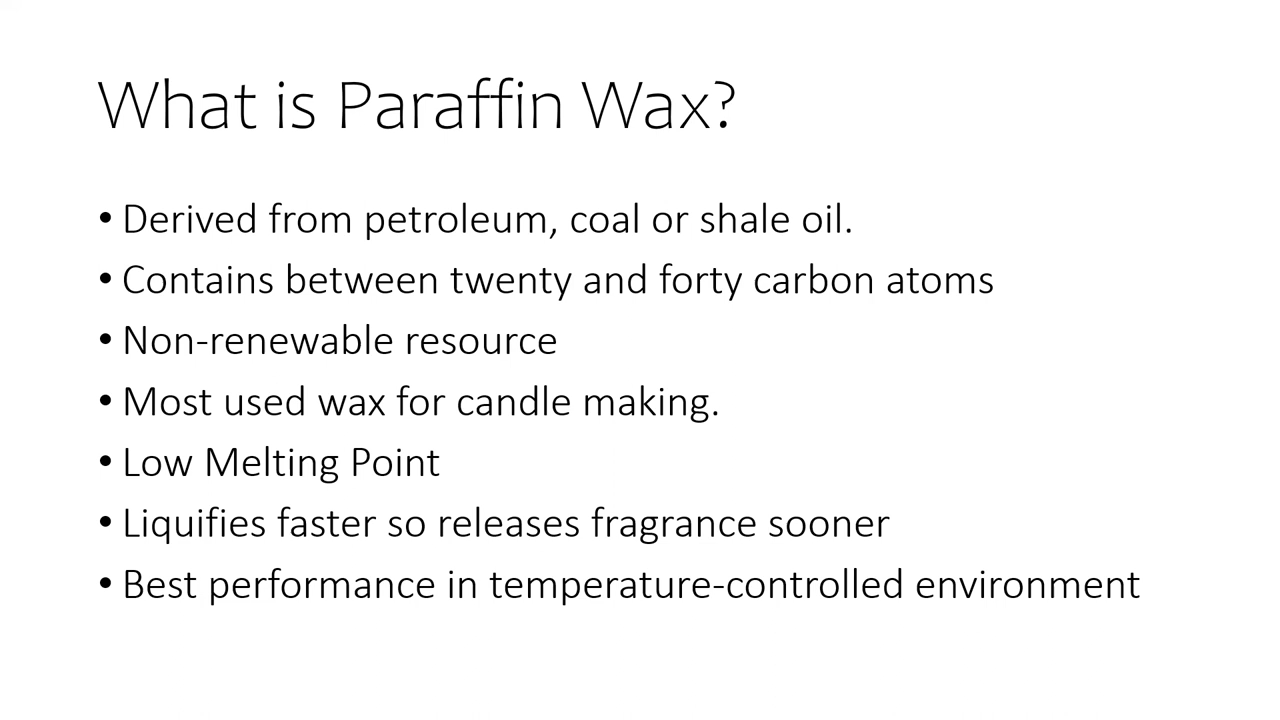 What is Paraffin Wax?
• Derived from petroleum, coal or shale oil.
• Contains between twenty and forty carbon atoms
• Non-renewable resource
• Most used wax for candle making.
• Low Melting Point
• Liquifies faster so releases fragrance sooner
• Best performance in temperature-controlled environment